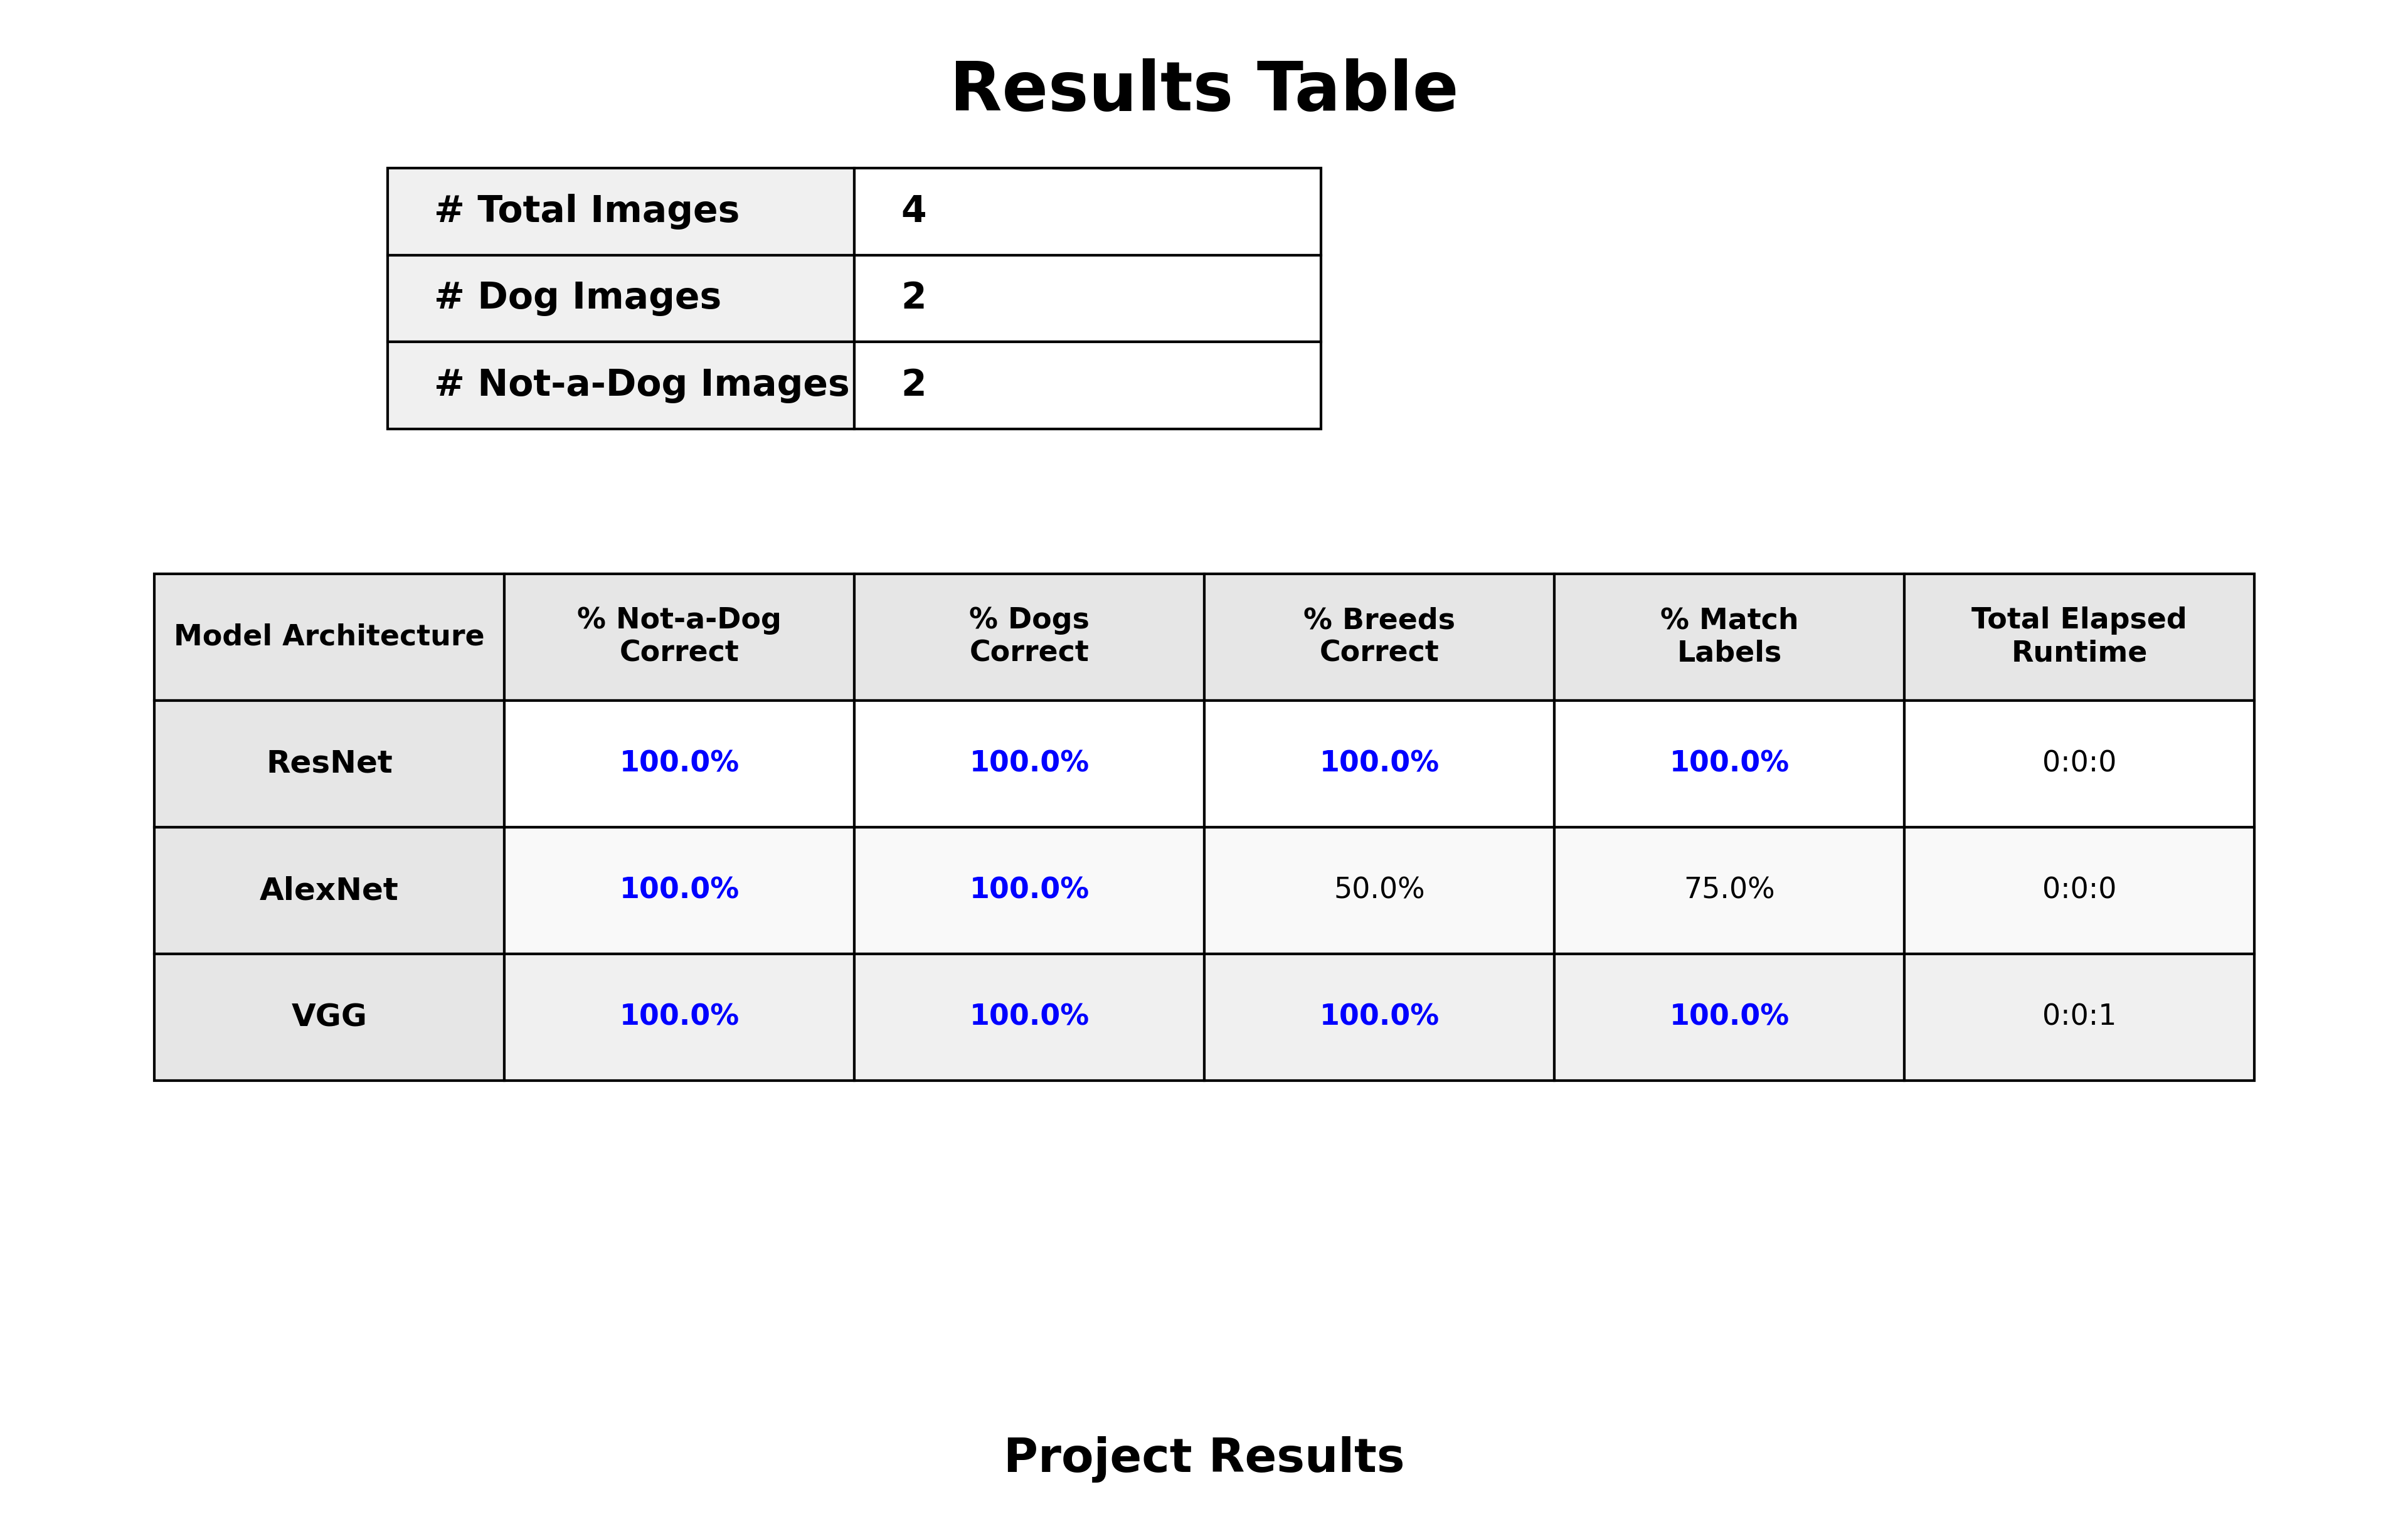 Results Table
# Total Images 4
# Dog Images 2
# Not-a-Dog Images 2
Model Architecture % Not-a-Dog Correct % Dogs Correct % Breeds Correct % Match Labels Total Elapsed Runtime
ResNet 100.0% 100.0% 100.0% 100.0% 0:0:0
AlexNet 100.0% 100.0% 50.0% 75.0% 0:0:0
VGG 100.0% 100.0% 100.0% 100.0% 0:0:1
Project Results